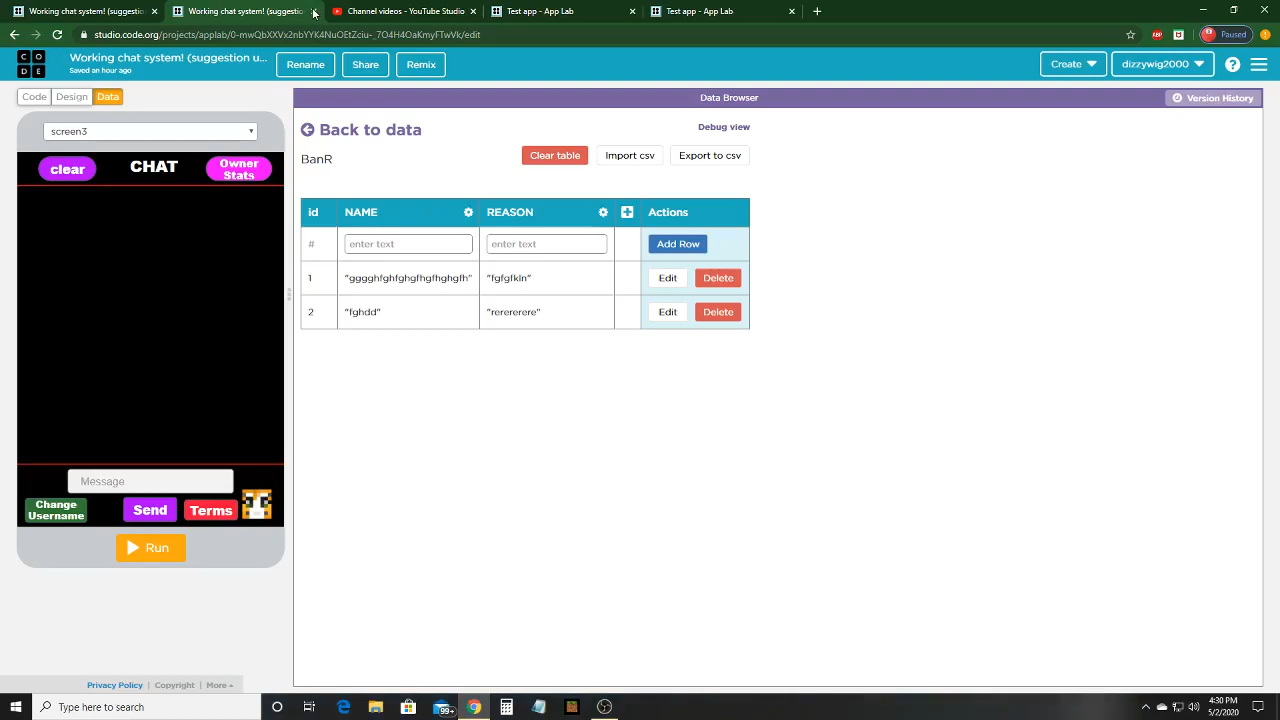 Working chat system! (suggestion
Working chat system! (suggestion
Channel videos - YouTube Studio
Test app - App Lab
Test app - App Lab
studio.code.org/projects/applab/0-mwQbXXVx2nbYYK4NuOEtZciu-_7O4H4OaKmyFTwVk/edit
Paused
C O D E
Working chat system! (suggestion u...
Saved an hour ago
Rename
Share
Remix
Create
dizzywig2000
?
Code
Design
Data
Data Browser
Version History
screen3
Back to data
Debug view
BanR
Clear table
Import csv
Export to csv
clear
CHAT
Owner Stats
id NAME REASON Actions
# enter text enter text Add Row
1 "gggghfghfghgfhgfhghgfh" "fgfgfkln" Edit Delete
2 "fghdd" "rerererere" Edit Delete
Message
Change Username
Send
Terms
Run
Privacy Policy | Copyright | More
Type here to search
99+
4:30 PM
5/2/2020